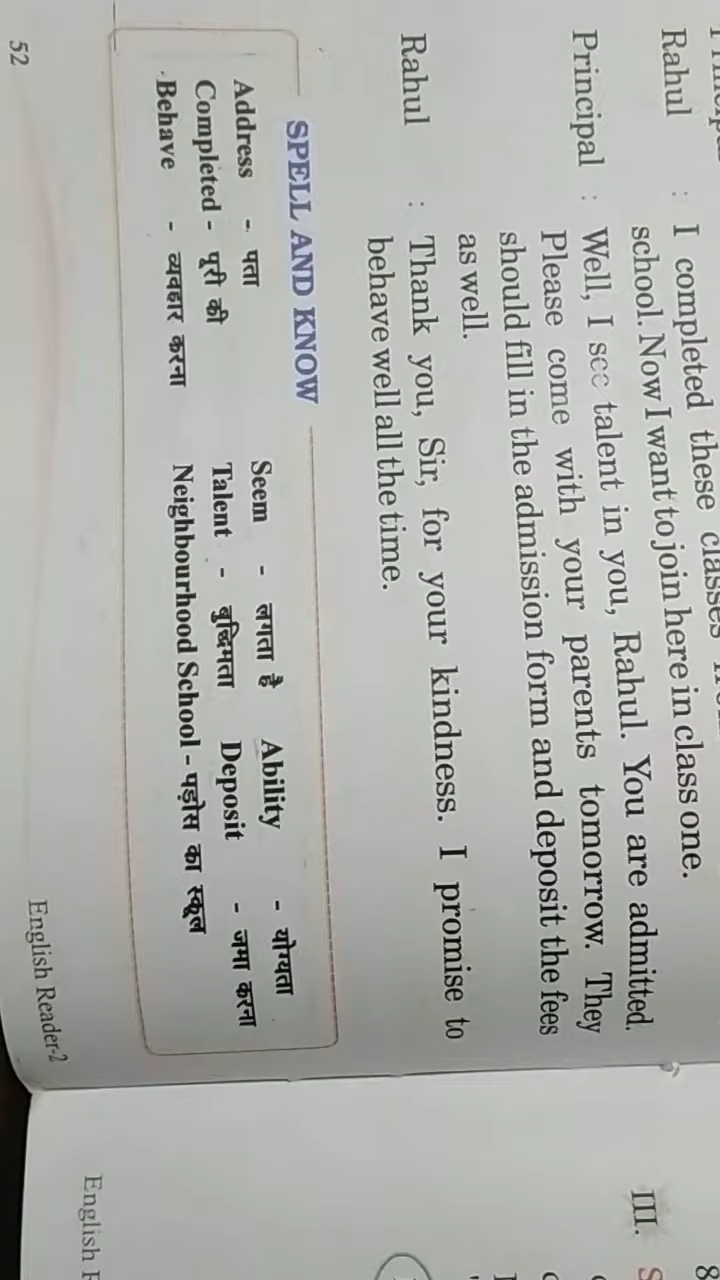 Rahul : I completed these classes
school. Now I want to join here in class one.
Principal : Well, I see talent in you, Rahul. You are admitted.
Please come with your parents tomorrow. They
should fill in the admission form and deposit the fees
as well.
Rahul : Thank you, Sir, for your kindness. I promise to
behave well all the time.
SPELL AND KNOW
Address - पता Seem - लगता है Ability - योग्यता
Completed - पूरी की Talent - बुद्धिमता Deposit - जमा करना
Behave - व्यवहार करना Neighbourhood School - पड़ोस का स्कूल
52 English Reader-2
III.
English